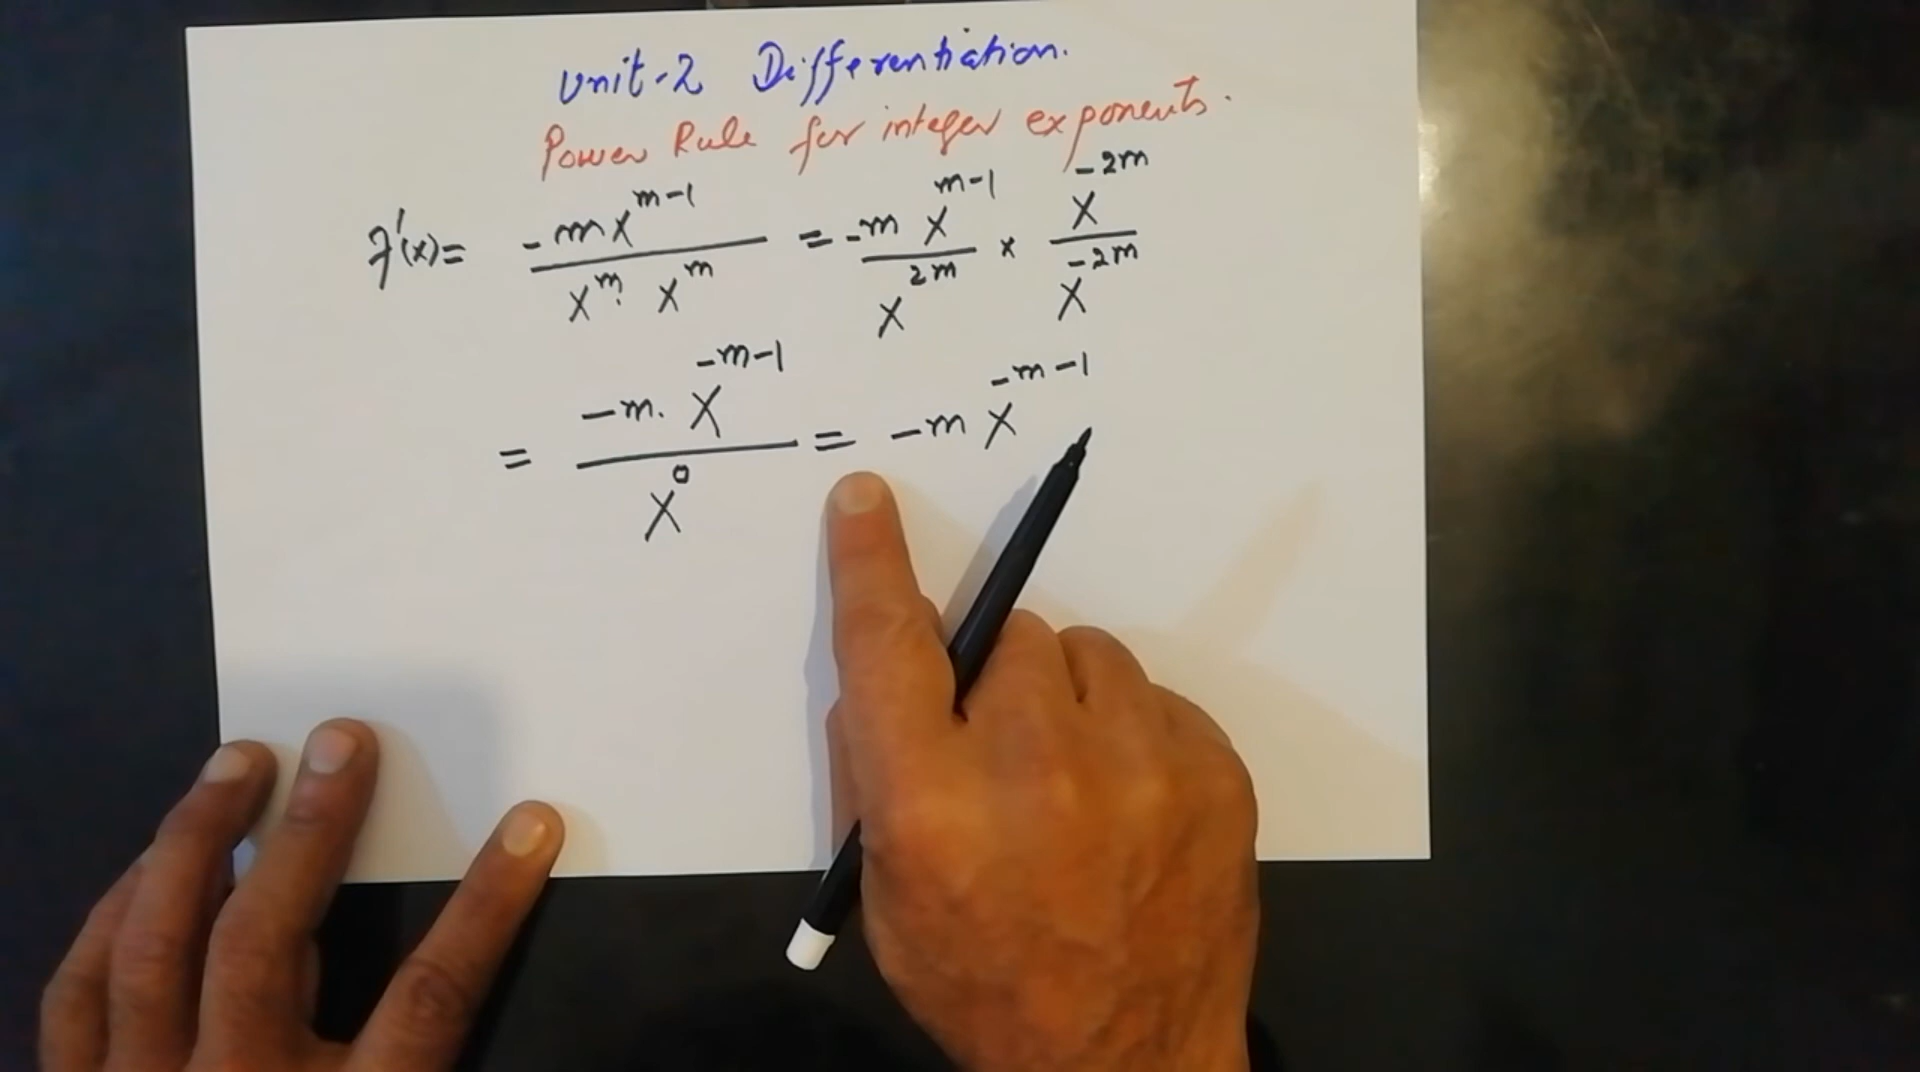 Unit-2 Differentiation.
Power Rule for integer exponents.
f'(x) = -mx^(m-1) / (x^m · x^m) = -m x^(m-1) / x^(2m) × x^(-2m) / x^(-2m)
= -m · x^(-m-1) / x^0 = -m x^(-m-1)